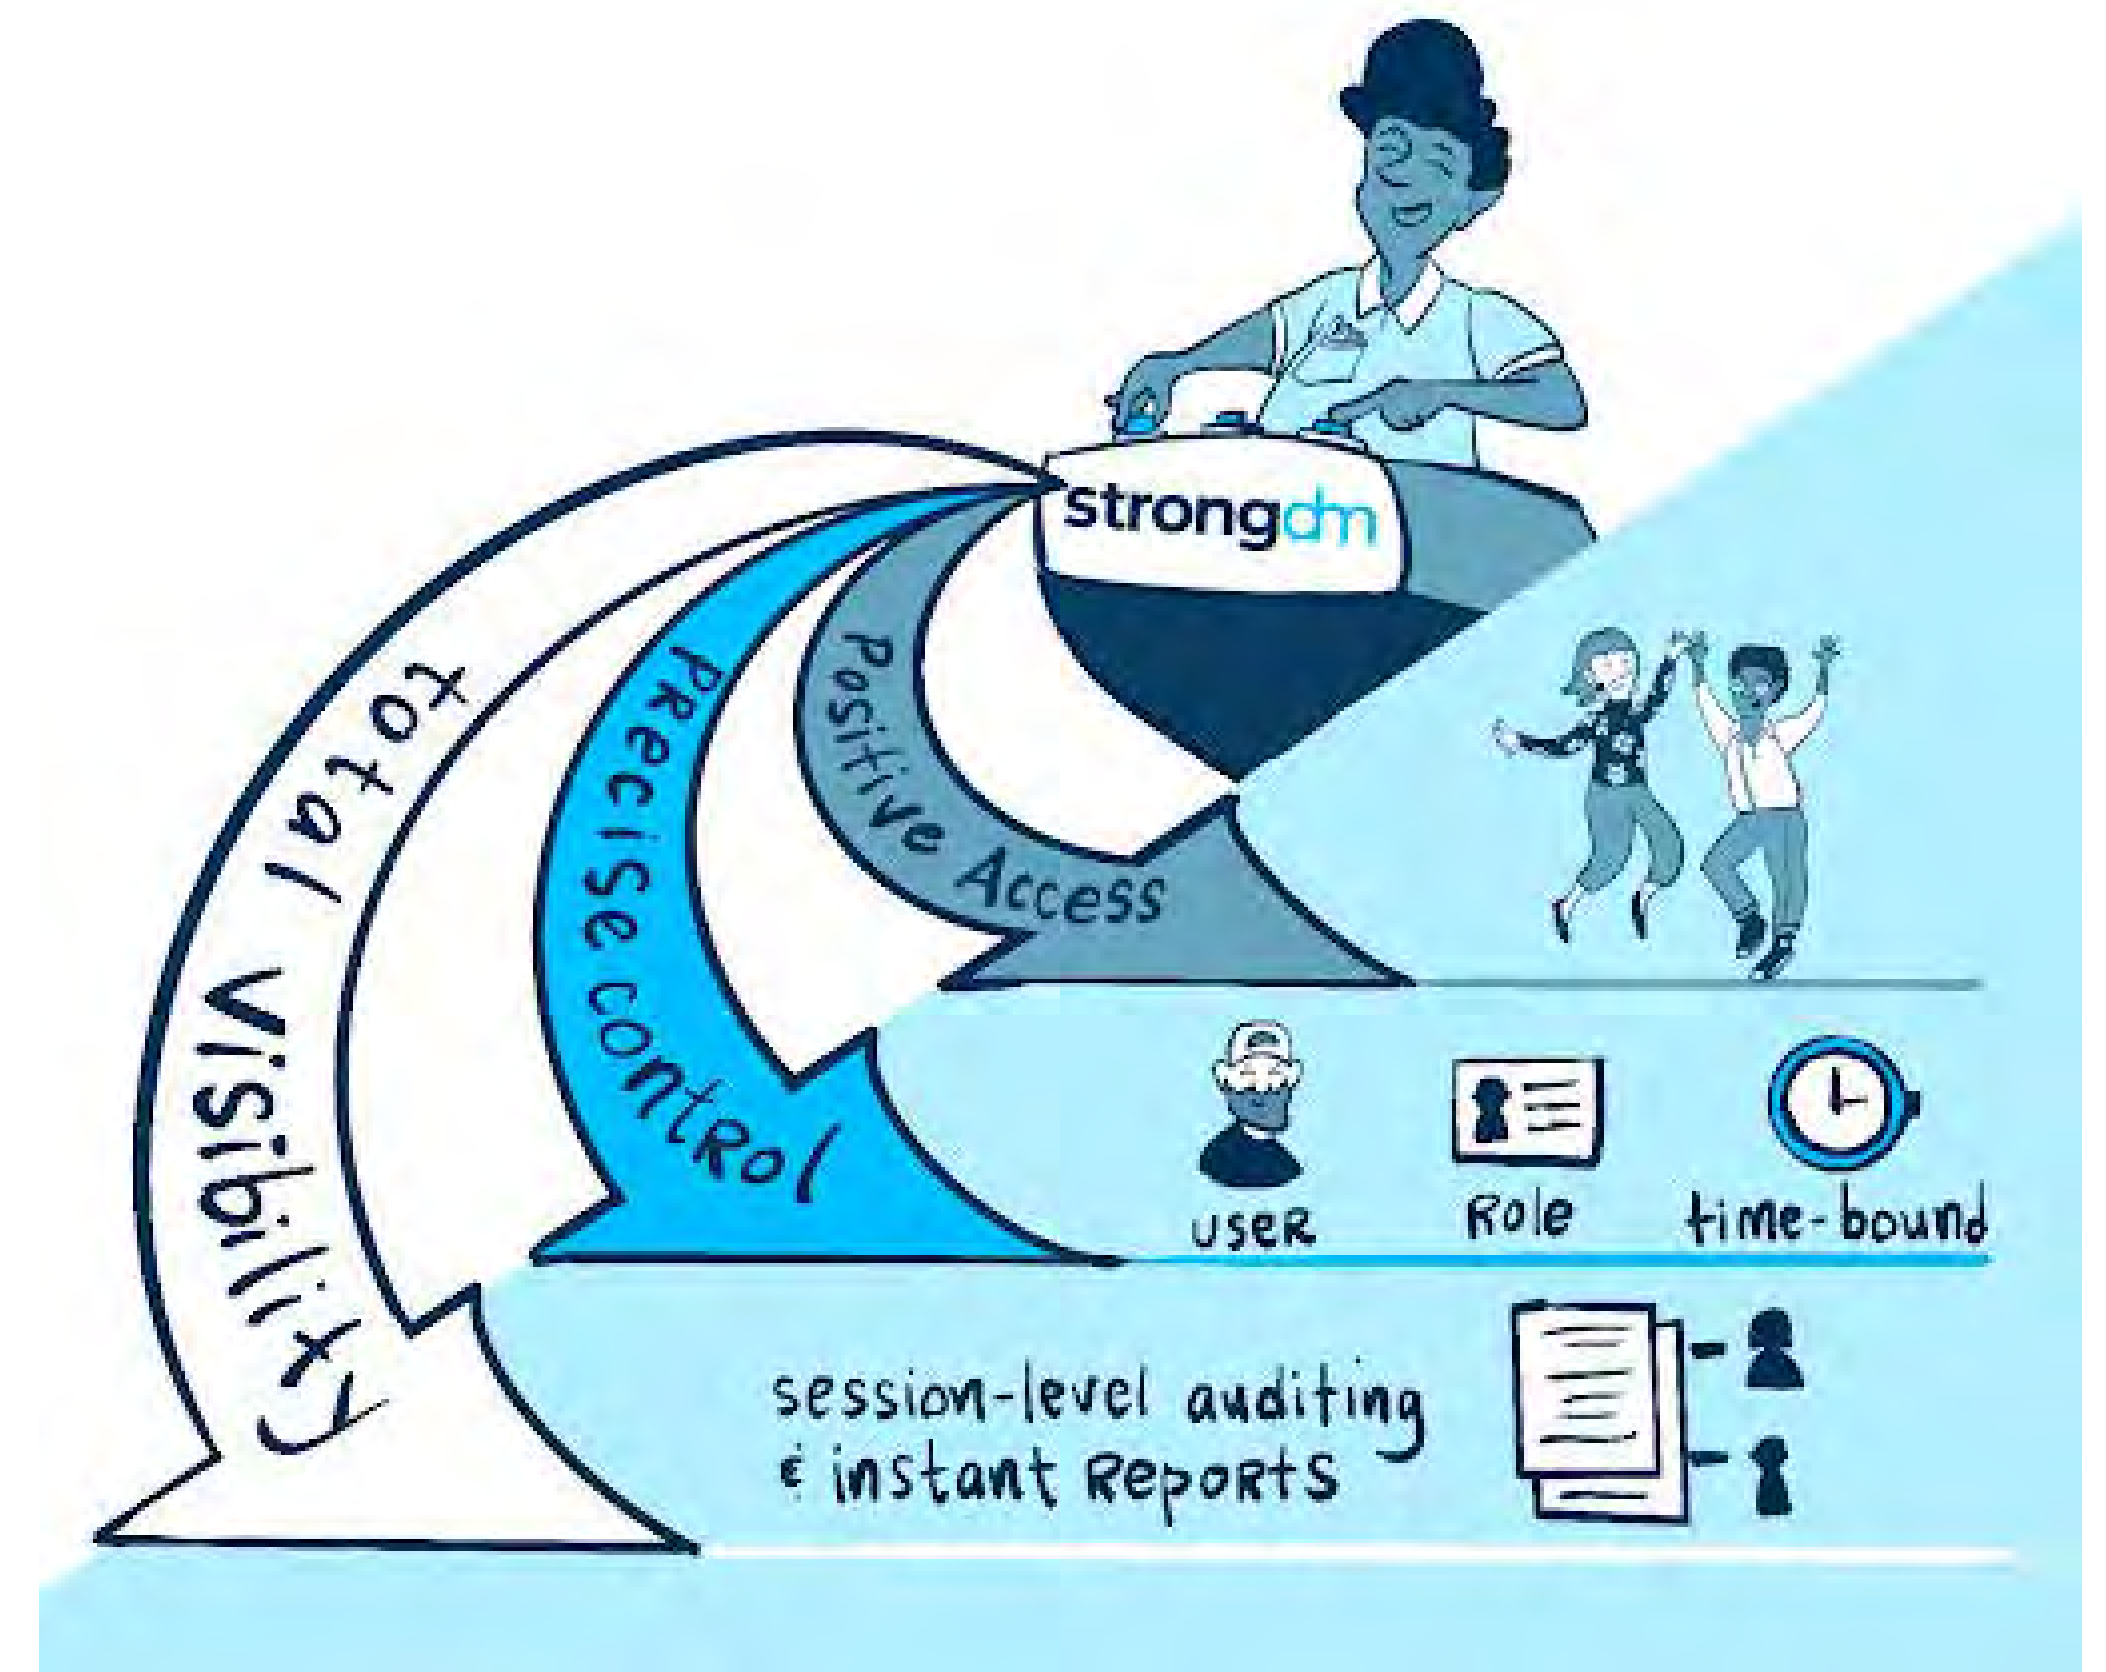 strongdm
Positive Access
Precise control
total visibility
user
Role
time-bound
session-level auditing
& instant Reports